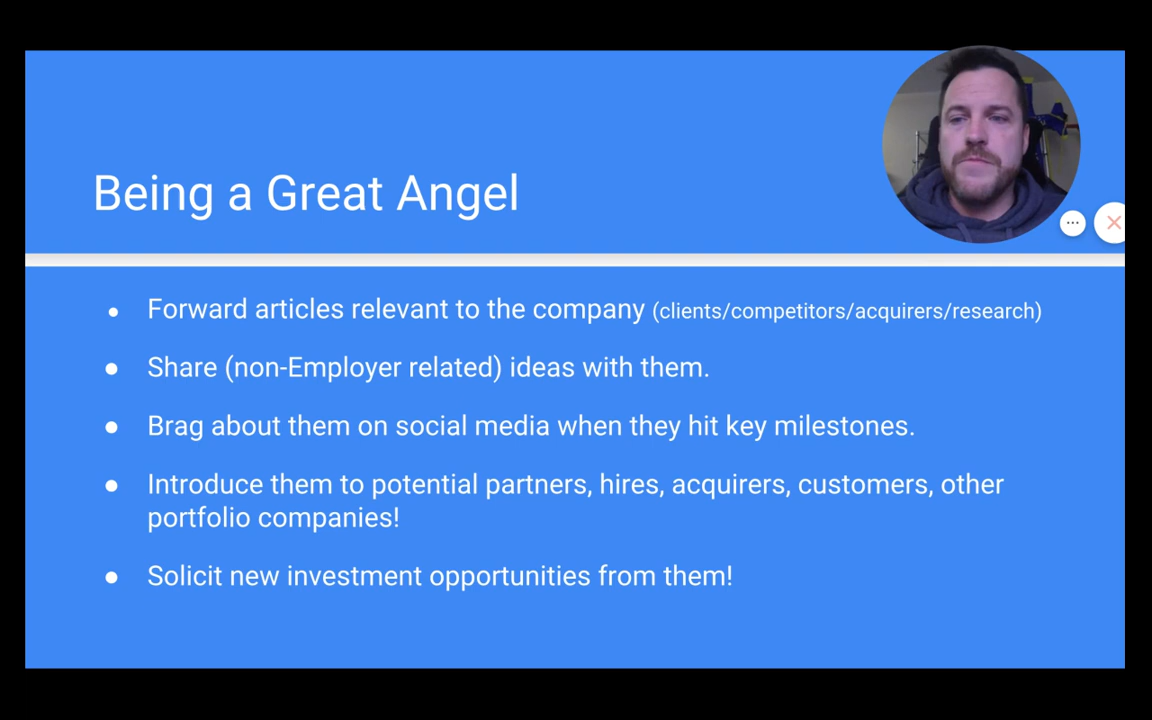 Being a Great Angel
Forward articles relevant to the company (clients/competitors/acquirers/research)
Share (non-Employer related) ideas with them.
Brag about them on social media when they hit key milestones.
Introduce them to potential partners, hires, acquirers, customers, other
portfolio companies!
Solicit new investment opportunities from them!